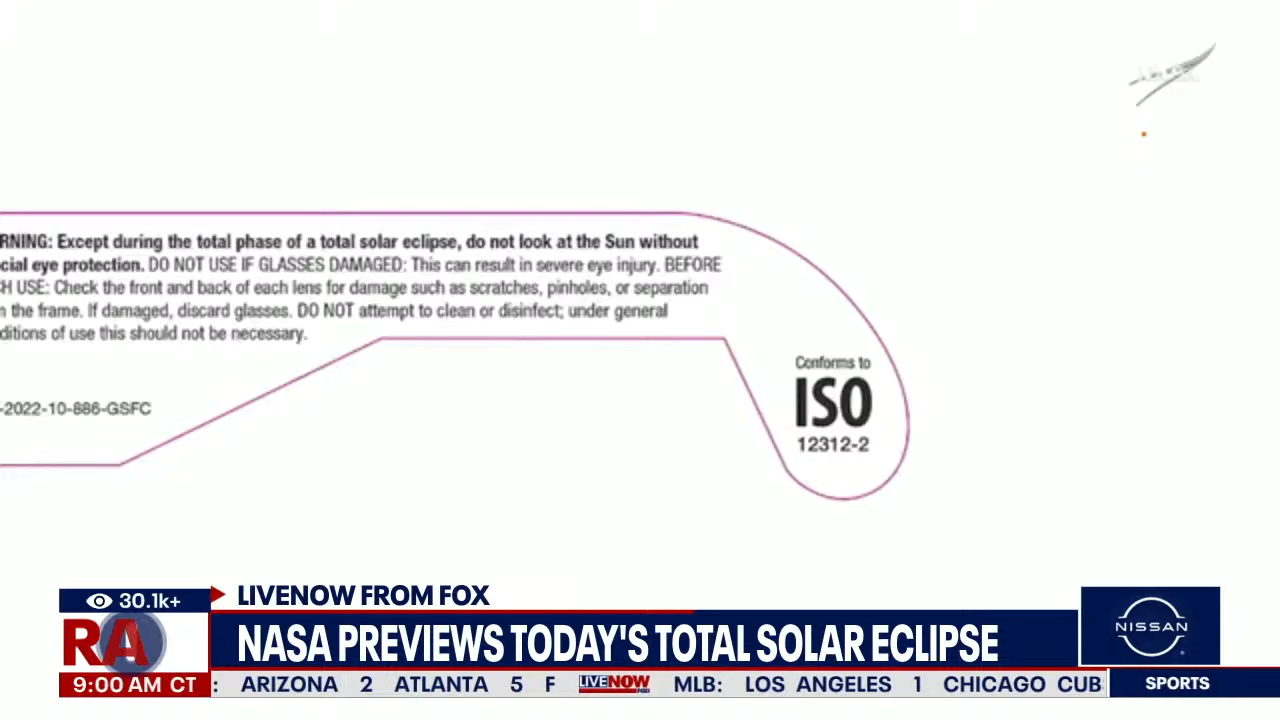 RNING: Except during the total phase of a total solar eclipse, do not look at the Sun without
cial eye protection. DO NOT USE IF GLASSES DAMAGED: This can result in severe eye injury. BEFORE
H USE: Check the front and back of each lens for damage such as scratches, pinholes, or separation
the frame. If damaged, discard glasses. DO NOT attempt to clean or disinfect; under general
ditions of use this should not be necessary.
-2022-10-886-GSFC
Conforms to
ISO
12312-2
30.1k+
LIVENOW FROM FOX
RA
NASA PREVIEWS TODAY'S TOTAL SOLAR ECLIPSE
NISSAN
9:00 AM CT : ARIZONA 2 ATLANTA 5 F LIVENOW FOX MLB: LOS ANGELES 1 CHICAGO CUB SPORTS